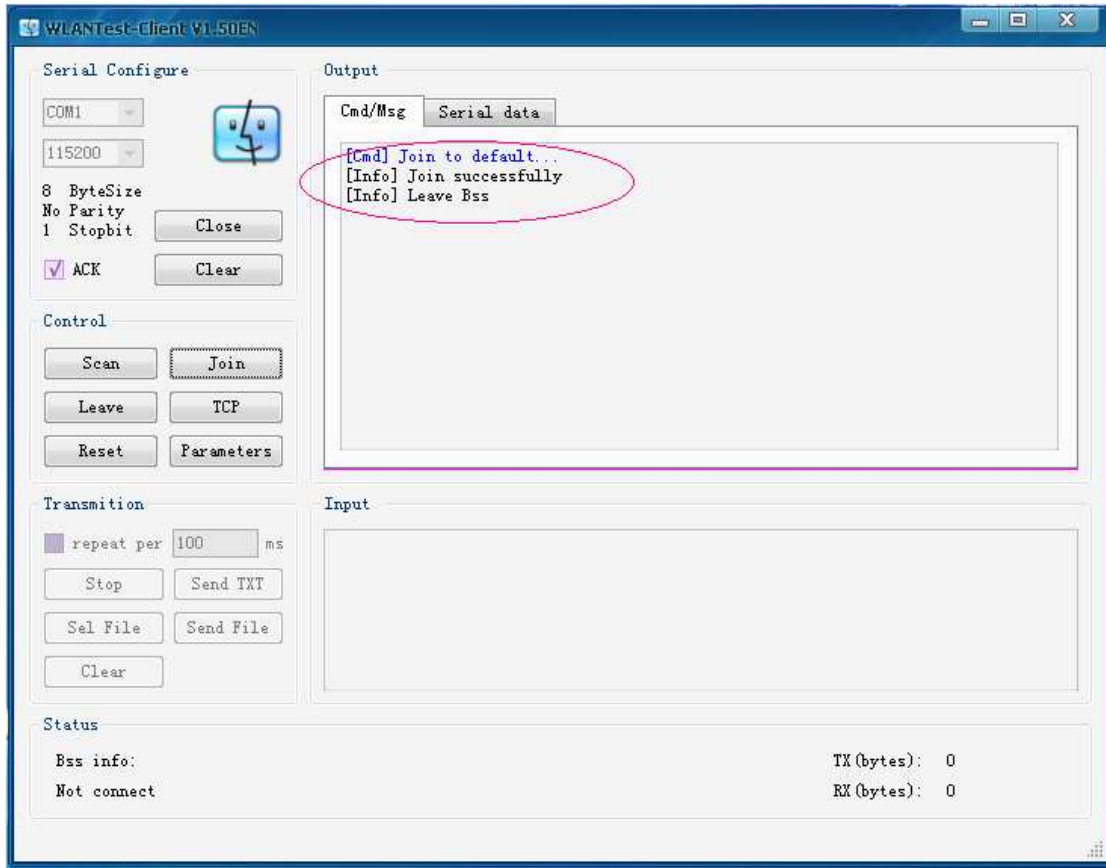 WLANTest-Client V1.50EN
Serial Configure
COM1
115200
8 ByteSize
No Parity
1 Stopbit
Close
ACK
Clear
Control
Scan
Join
Leave
TCP
Reset
Parameters
Transmition
repeat per 100 ms
Stop
Send TXT
Sel File
Send File
Clear
Output
Cmd/Msg
Serial data
[Cmd] Join to default...
[Info] Join successfully
[Info] Leave Bss
Input
Status
Bss info:
Not connect
TX(bytes): 0
RX(bytes): 0